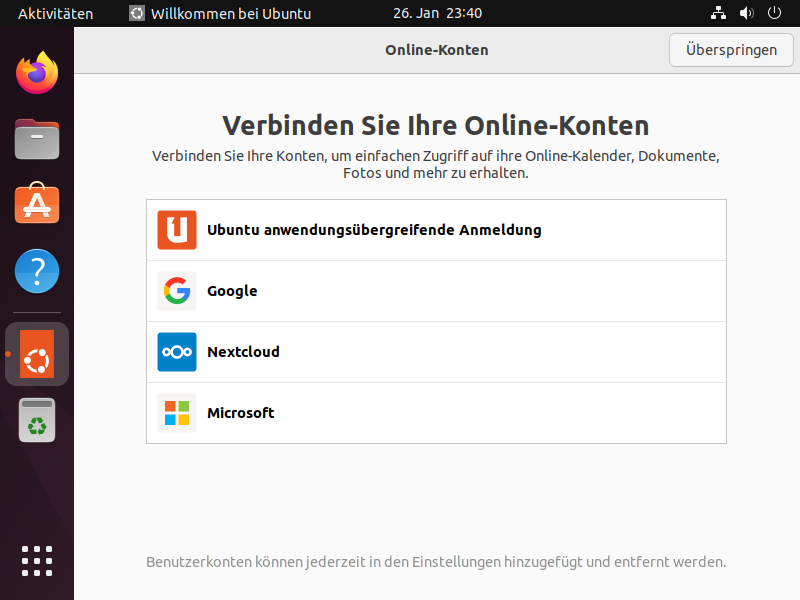 Aktivitäten
Willkommen bei Ubuntu
26. Jan 23:40
Online-Konten
Überspringen
Verbinden Sie Ihre Online-Konten
Verbinden Sie Ihre Konten, um einfachen Zugriff auf ihre Online-Kalender, Dokumente,
Fotos und mehr zu erhalten.
Ubuntu anwendungsübergreifende Anmeldung
Google
Nextcloud
Microsoft
Benutzerkonten können jederzeit in den Einstellungen hinzugefügt und entfernt werden.